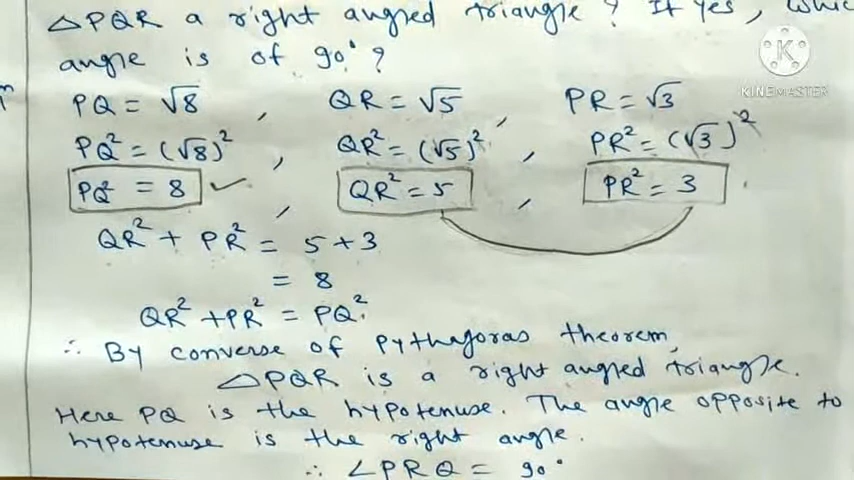 △PQR a right angled triangle? If yes, which
angle is of 90°?
PQ = √8 , QR = √5 , PR = √3
PQ² = (√8)² , QR² = (√5)² , PR² = (√3)²
PQ² = 8 ✓ , QR² = 5 , PR² = 3
QR² + PR² = 5 + 3
= 8
QR² + PR² = PQ².
∴ By converse of pythagoras theorem,
△PQR is a right angled triangle.
Here PQ is the hypotenuse. The angle opposite to
hypotenuse is the right angle.
∴ ∠PRQ = 90°
KINEMASTER